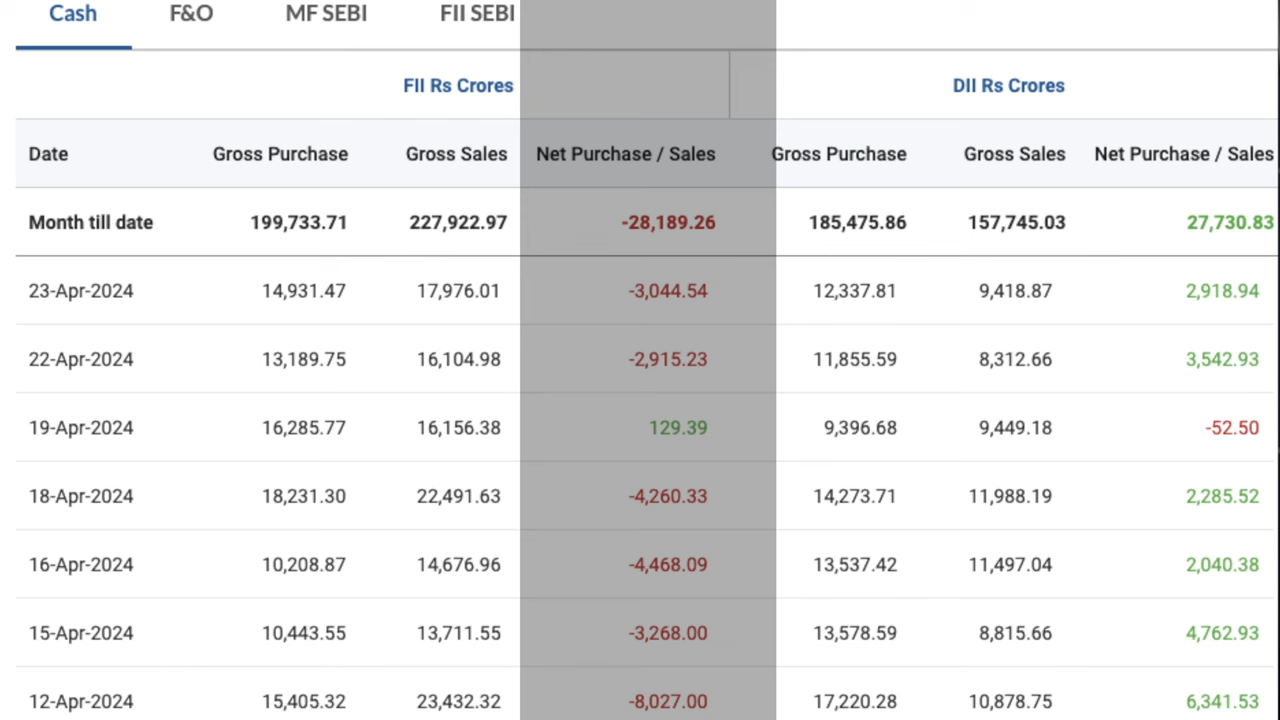 Cash F&O MF SEBI FII SEBI
FII Rs Crores DII Rs Crores
Date Gross Purchase Gross Sales Net Purchase / Sales Gross Purchase Gross Sales Net Purchase / Sales
Month till date 199,733.71 227,922.97 -28,189.26 185,475.86 157,745.03 27,730.83
23-Apr-2024 14,931.47 17,976.01 -3,044.54 12,337.81 9,418.87 2,918.94
22-Apr-2024 13,189.75 16,104.98 -2,915.23 11,855.59 8,312.66 3,542.93
19-Apr-2024 16,285.77 16,156.38 129.39 9,396.68 9,449.18 -52.50
18-Apr-2024 18,231.30 22,491.63 -4,260.33 14,273.71 11,988.19 2,285.52
16-Apr-2024 10,208.87 14,676.96 -4,468.09 13,537.42 11,497.04 2,040.38
15-Apr-2024 10,443.55 13,711.55 -3,268.00 13,578.59 8,815.66 4,762.93
12-Apr-2024 15,405.32 23,432.32 -8,027.00 17,220.28 10,878.75 6,341.53